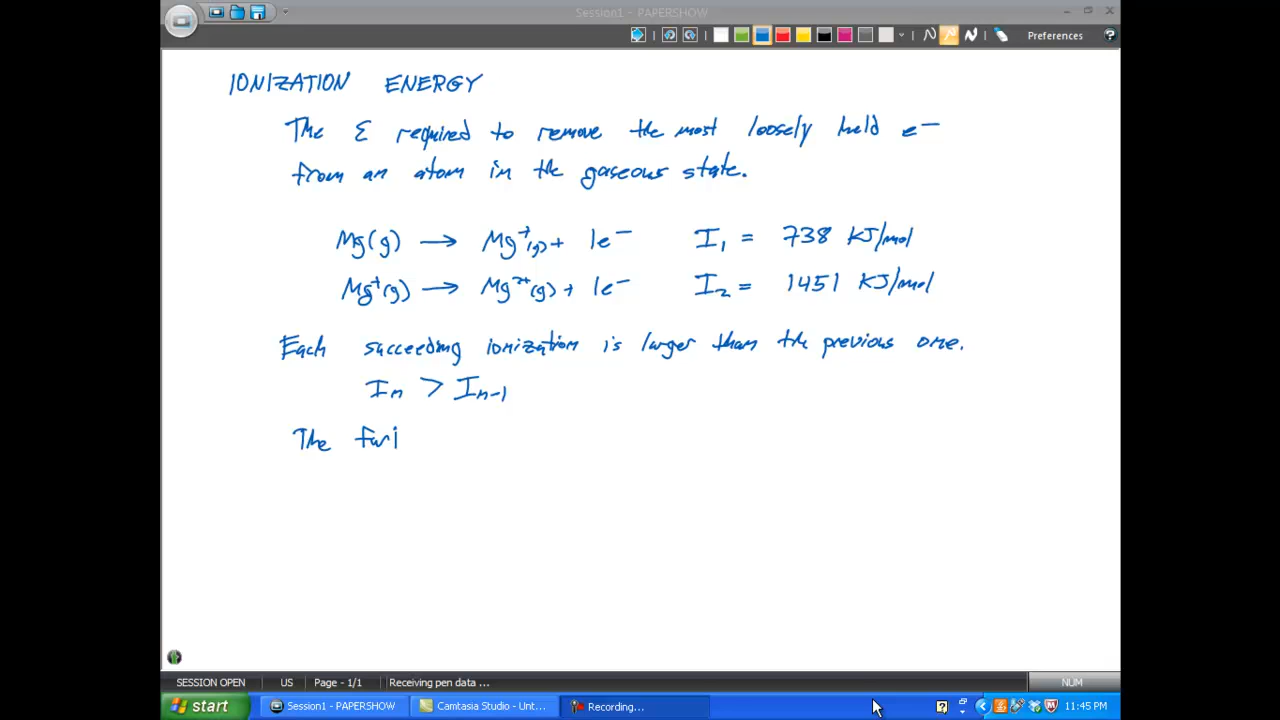 Session1 - PAPERSHOW
Preferences
IONIZATION ENERGY
The Σ required to remove the most loosely held e⁻
from an atom in the gaseous state.
Mg(g) → Mg⁺(g) + 1e⁻ I₁ = 738 KJ/mol
Mg⁺(g) → Mg²⁺(g) + 1e⁻ I₂ = 1451 KJ/mol
Each succeeding ionization is larger than the previous one.
Iₙ > Iₙ₋₁
The furi
SESSION OPEN US Page - 1/1 Receiving pen data ... NUM
start Session1 - PAPERSHOW Camtasia Studio - Unt... Recording... 11:45 PM